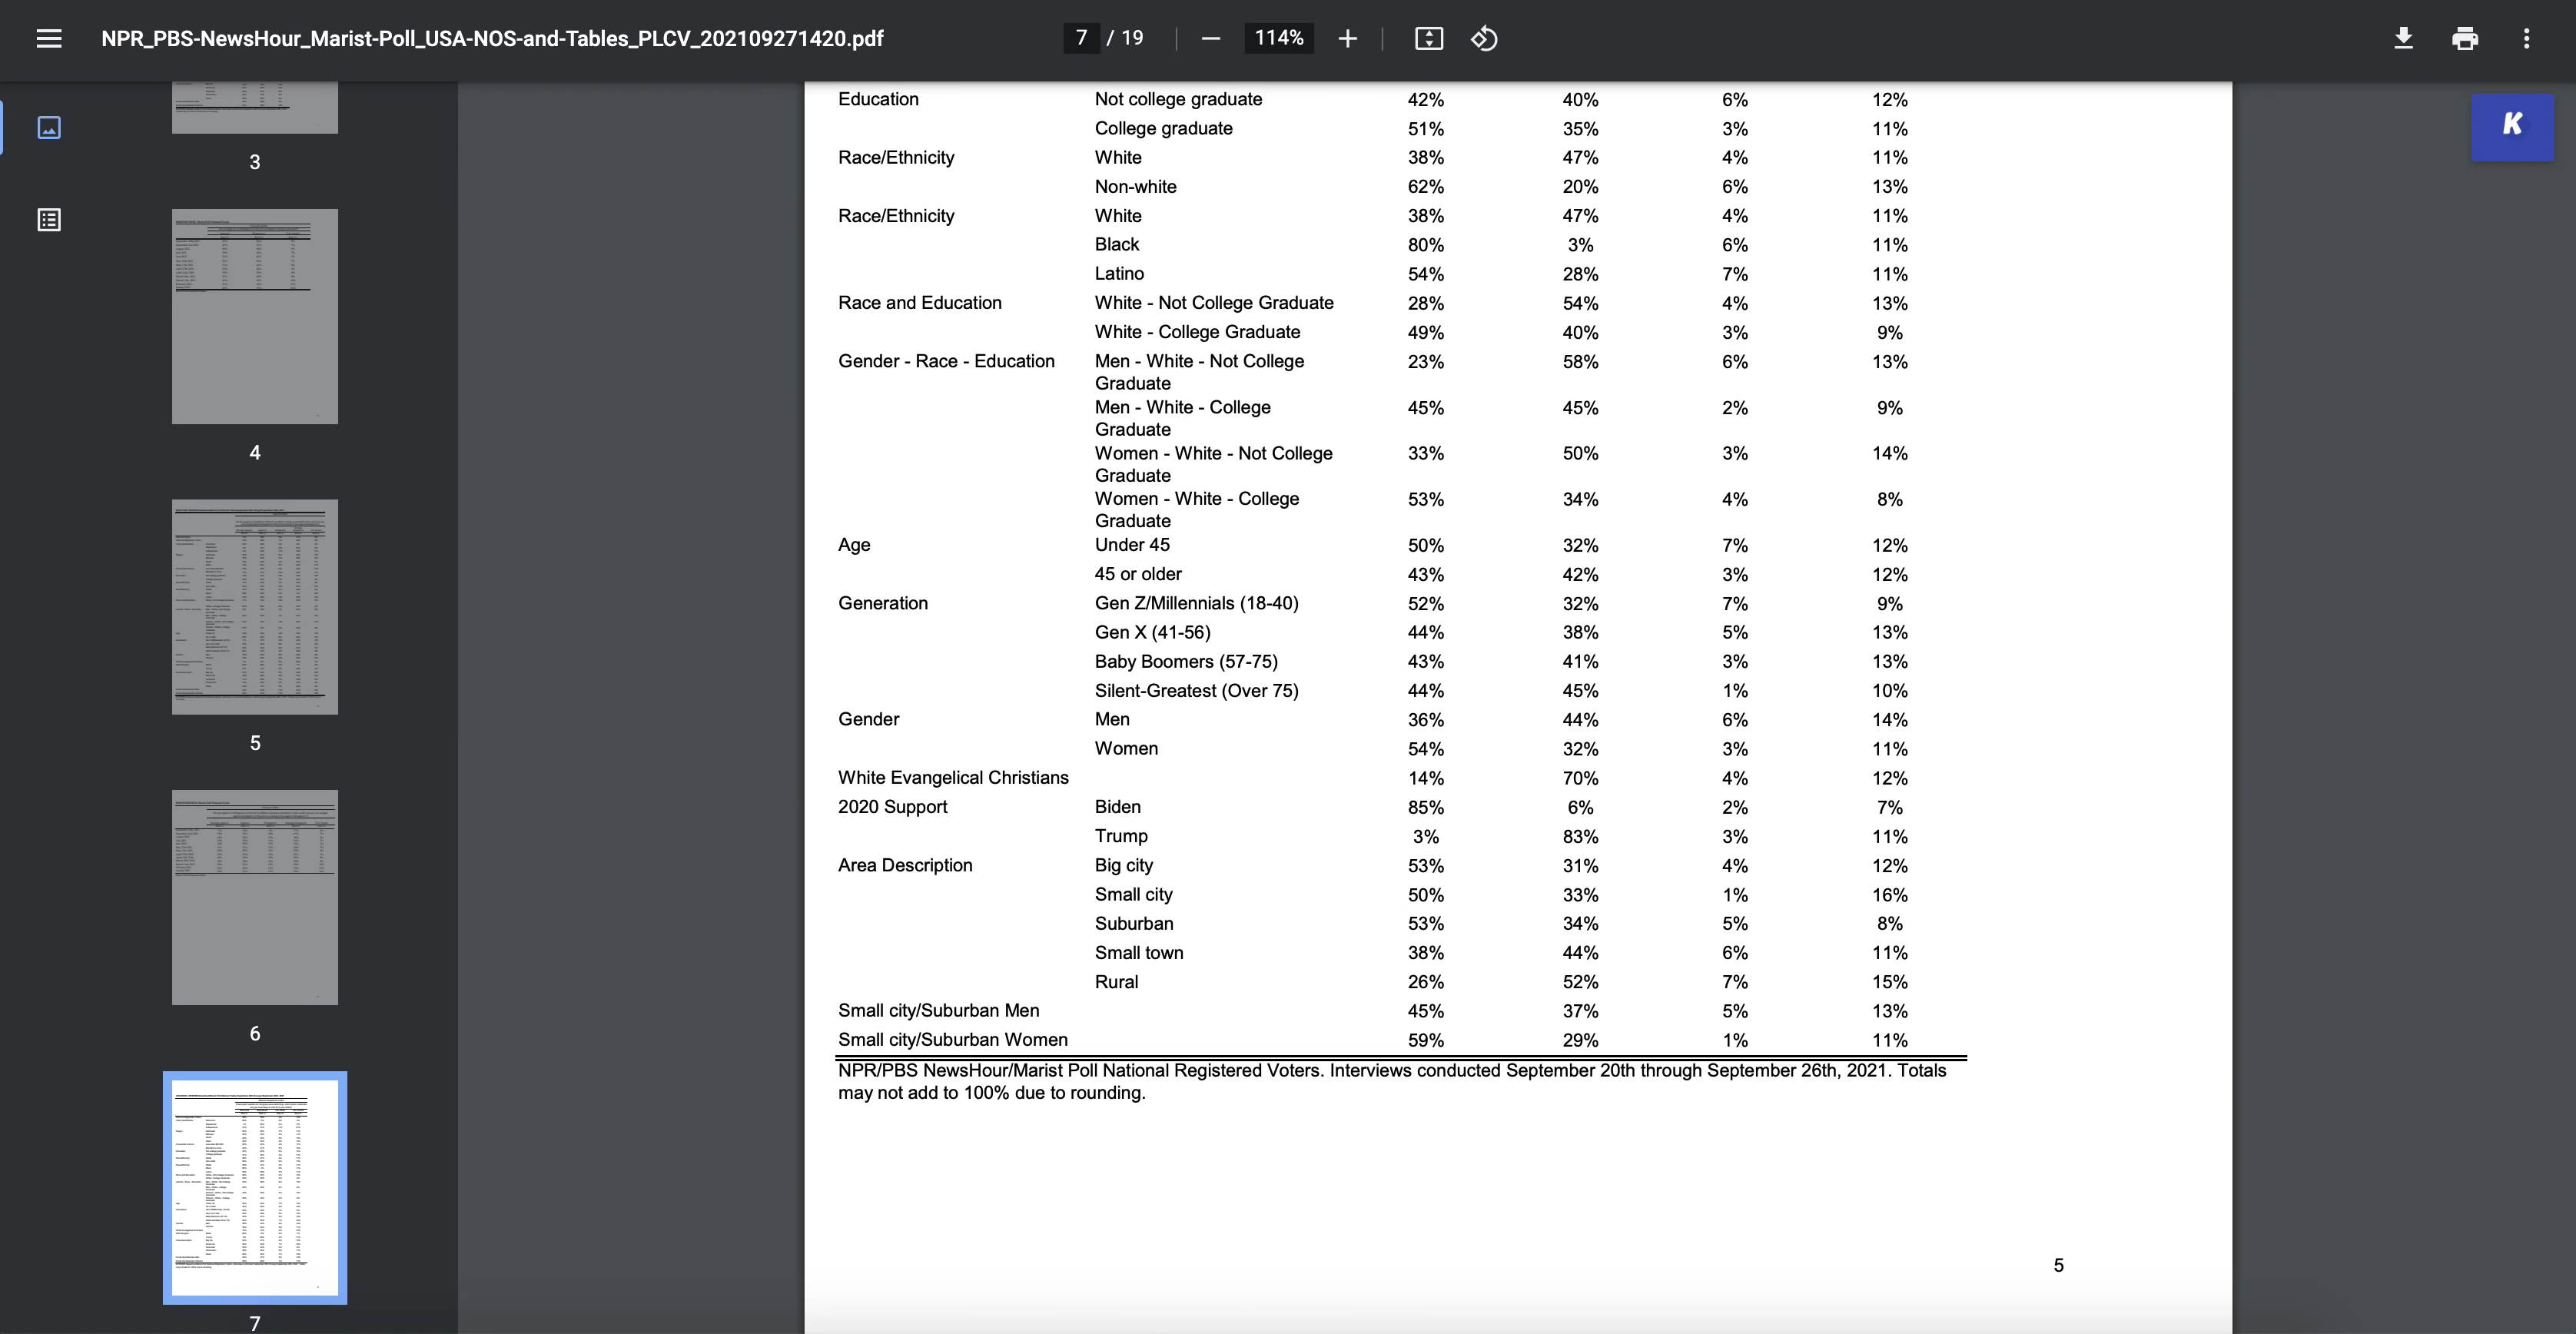 NPR_PBS-NewsHour_Marist-Poll_USA-NOS-and-Tables_PLCV_202109271420.pdf
7 / 19
114%
3
4
5
6
7
K
Education Not college graduate 42% 40% 6% 12%
College graduate 51% 35% 3% 11%
Race/Ethnicity White 38% 47% 4% 11%
Non-white 62% 20% 6% 13%
Race/Ethnicity White 38% 47% 4% 11%
Black 80% 3% 6% 11%
Latino 54% 28% 7% 11%
Race and Education White - Not College Graduate 28% 54% 4% 13%
White - College Graduate 49% 40% 3% 9%
Gender - Race - Education Men - White - Not College 23% 58% 6% 13%
Graduate
Men - White - College 45% 45% 2% 9%
Graduate
Women - White - Not College 33% 50% 3% 14%
Graduate
Women - White - College 53% 34% 4% 8%
Graduate
Age Under 45 50% 32% 7% 12%
45 or older 43% 42% 3% 12%
Generation Gen Z/Millennials (18-40) 52% 32% 7% 9%
Gen X (41-56) 44% 38% 5% 13%
Baby Boomers (57-75) 43% 41% 3% 13%
Silent-Greatest (Over 75) 44% 45% 1% 10%
Gender Men 36% 44% 6% 14%
Women 54% 32% 3% 11%
White Evangelical Christians 14% 70% 4% 12%
2020 Support Biden 85% 6% 2% 7%
Trump 3% 83% 3% 11%
Area Description Big city 53% 31% 4% 12%
Small city 50% 33% 1% 16%
Suburban 53% 34% 5% 8%
Small town 38% 44% 6% 11%
Rural 26% 52% 7% 15%
Small city/Suburban Men 45% 37% 5% 13%
Small city/Suburban Women 59% 29% 1% 11%
NPR/PBS NewsHour/Marist Poll National Registered Voters. Interviews conducted September 20th through September 26th, 2021. Totals
may not add to 100% due to rounding.
5